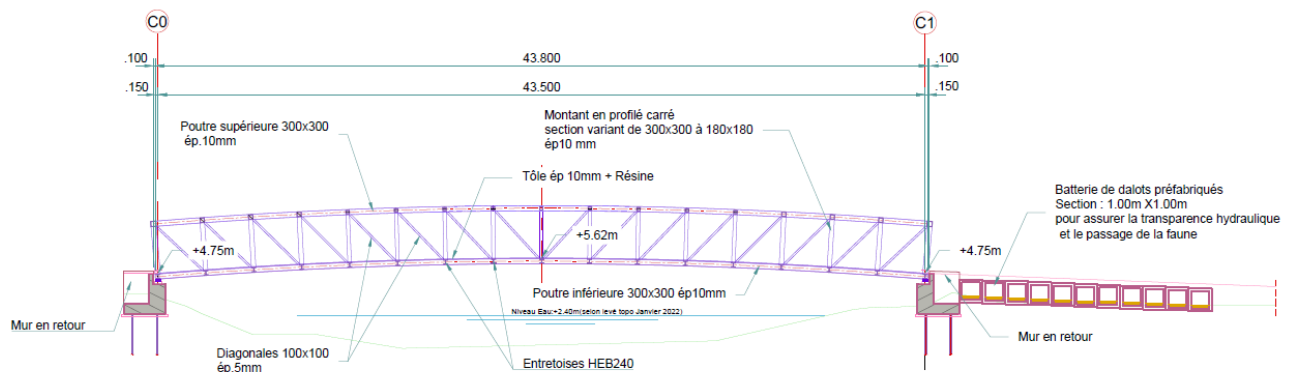 C0
C1
.100
43.800
.100
.150
43.500
.150
Poutre supérieure 300x300
ép.10mm
Montant en profilé carré
section variant de 300x300 à 180x180
ép10 mm
Tôle ép 10mm + Résine
Batterie de dalots préfabriqués
Section : 1.00m X1.00m
pour assurer la transparence hydraulique
et le passage de la faune
+4.75m
+5.62m
+4.75m
Poutre inférieure 300x300 ép10mm
Niveau Eau:+2.40m(selon levé topo Janvier 2022)
Mur en retour
Mur en retour
Diagonales 100x100
ép.5mm
Entretoises HEB240